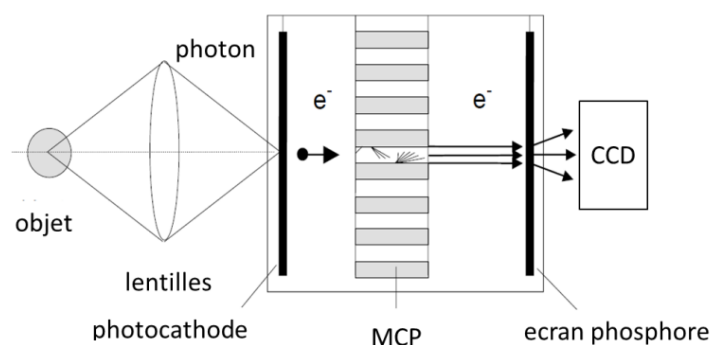 photon
e-
e-
CCD
objet
lentilles
photocathode
MCP
ecran phosphore